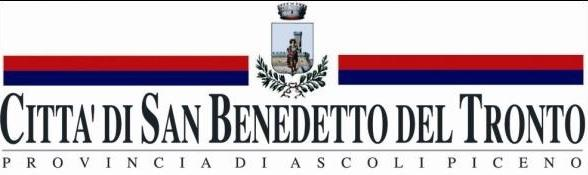 CITTA' DI SAN BENEDETTO DEL TRONTO
PROVINCIA DI ASCOLI PICENO